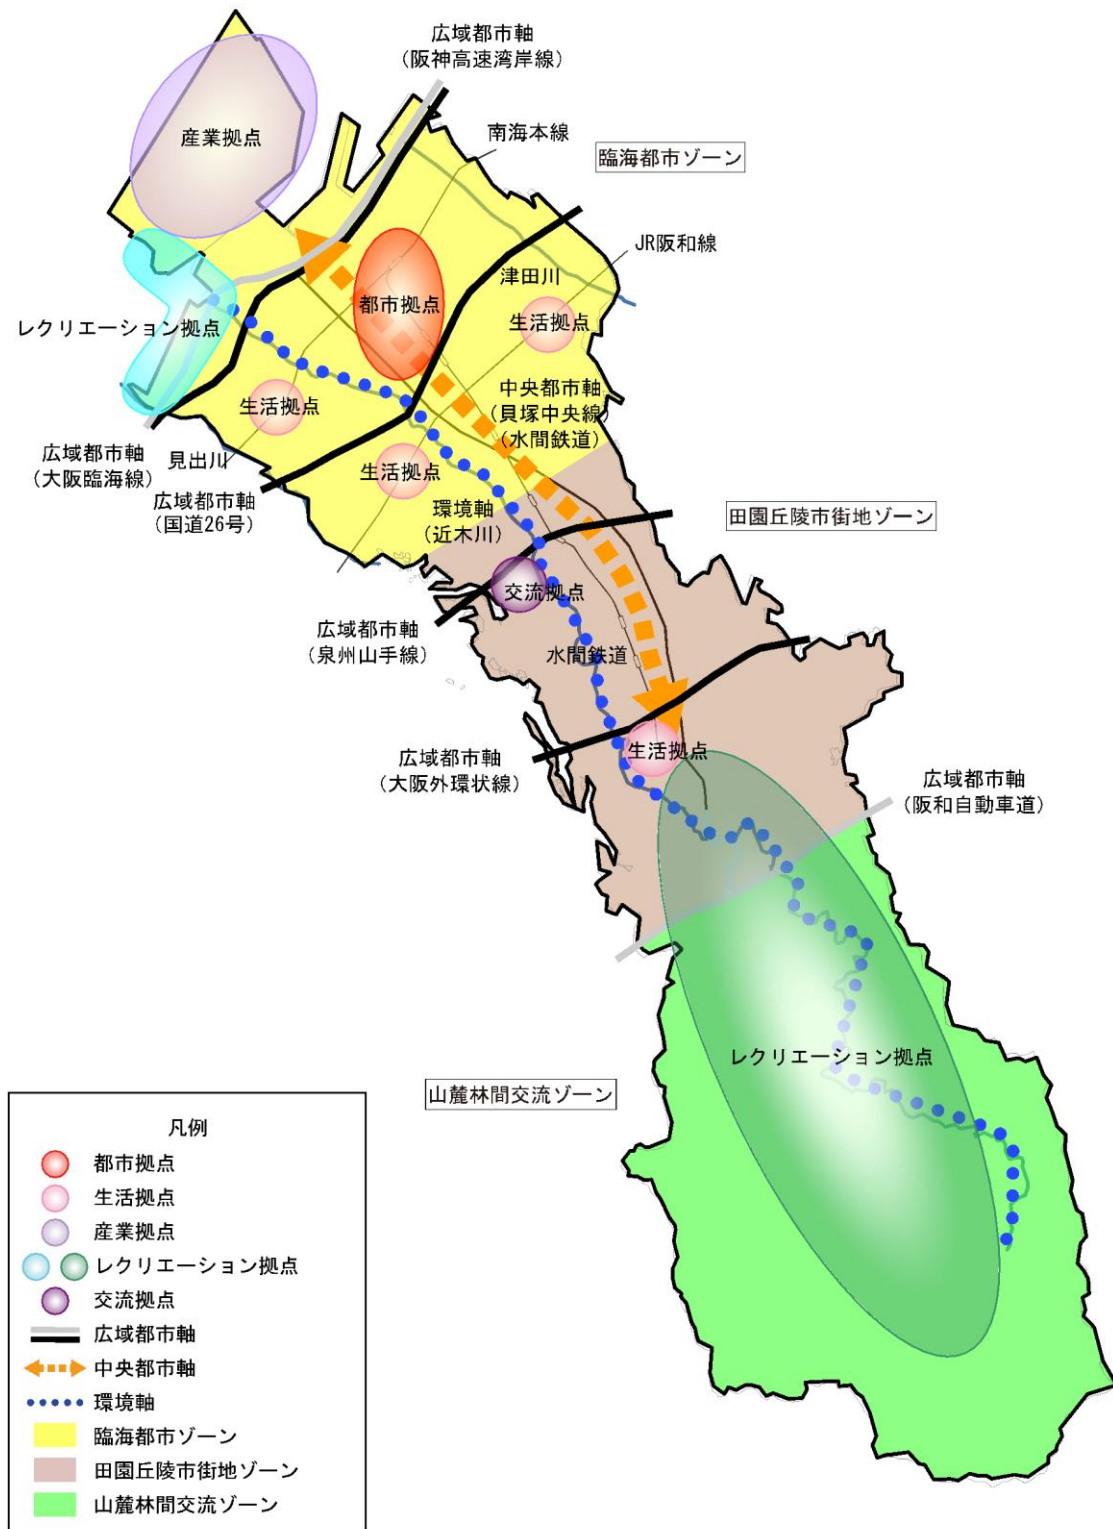 広域都市軸
（阪神高速湾岸線）
南海本線
産業拠点
臨海都市ゾーン
JR阪和線
津田川
都市拠点
生活拠点
レクリエーション拠点
中央都市軸
（貝塚中央線）
（水間鉄道）
生活拠点
広域都市軸
（大阪臨海線）
見出川
生活拠点
広域都市軸
（国道26号）
環境軸
（近木川）
田園丘陵市街地ゾーン
交流拠点
広域都市軸
（泉州山手線）
水間鉄道
生活拠点
広域都市軸
（大阪外環状線）
広域都市軸
（阪和自動車道）
レクリエーション拠点
山麓林間交流ゾーン
凡例
都市拠点
生活拠点
産業拠点
レクリエーション拠点
交流拠点
広域都市軸
中央都市軸
環境軸
臨海都市ゾーン
田園丘陵市街地ゾーン
山麓林間交流ゾーン